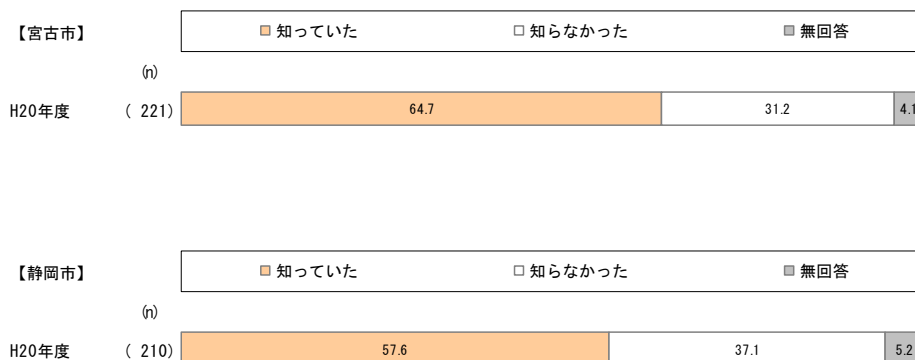 【宮古市】 知っていた 知らなかった 無回答
(n)
H20年度 ( 221) 64.7 31.2 4.1
【静岡市】 知っていた 知らなかった 無回答
(n)
H20年度 ( 210) 57.6 37.1 5.2